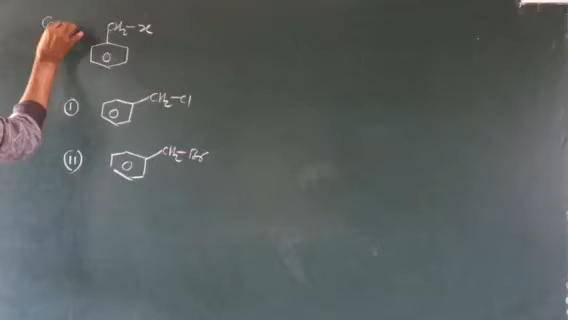 CH₂-X
(I) CH₂-Cl
(II) CH₂-Br